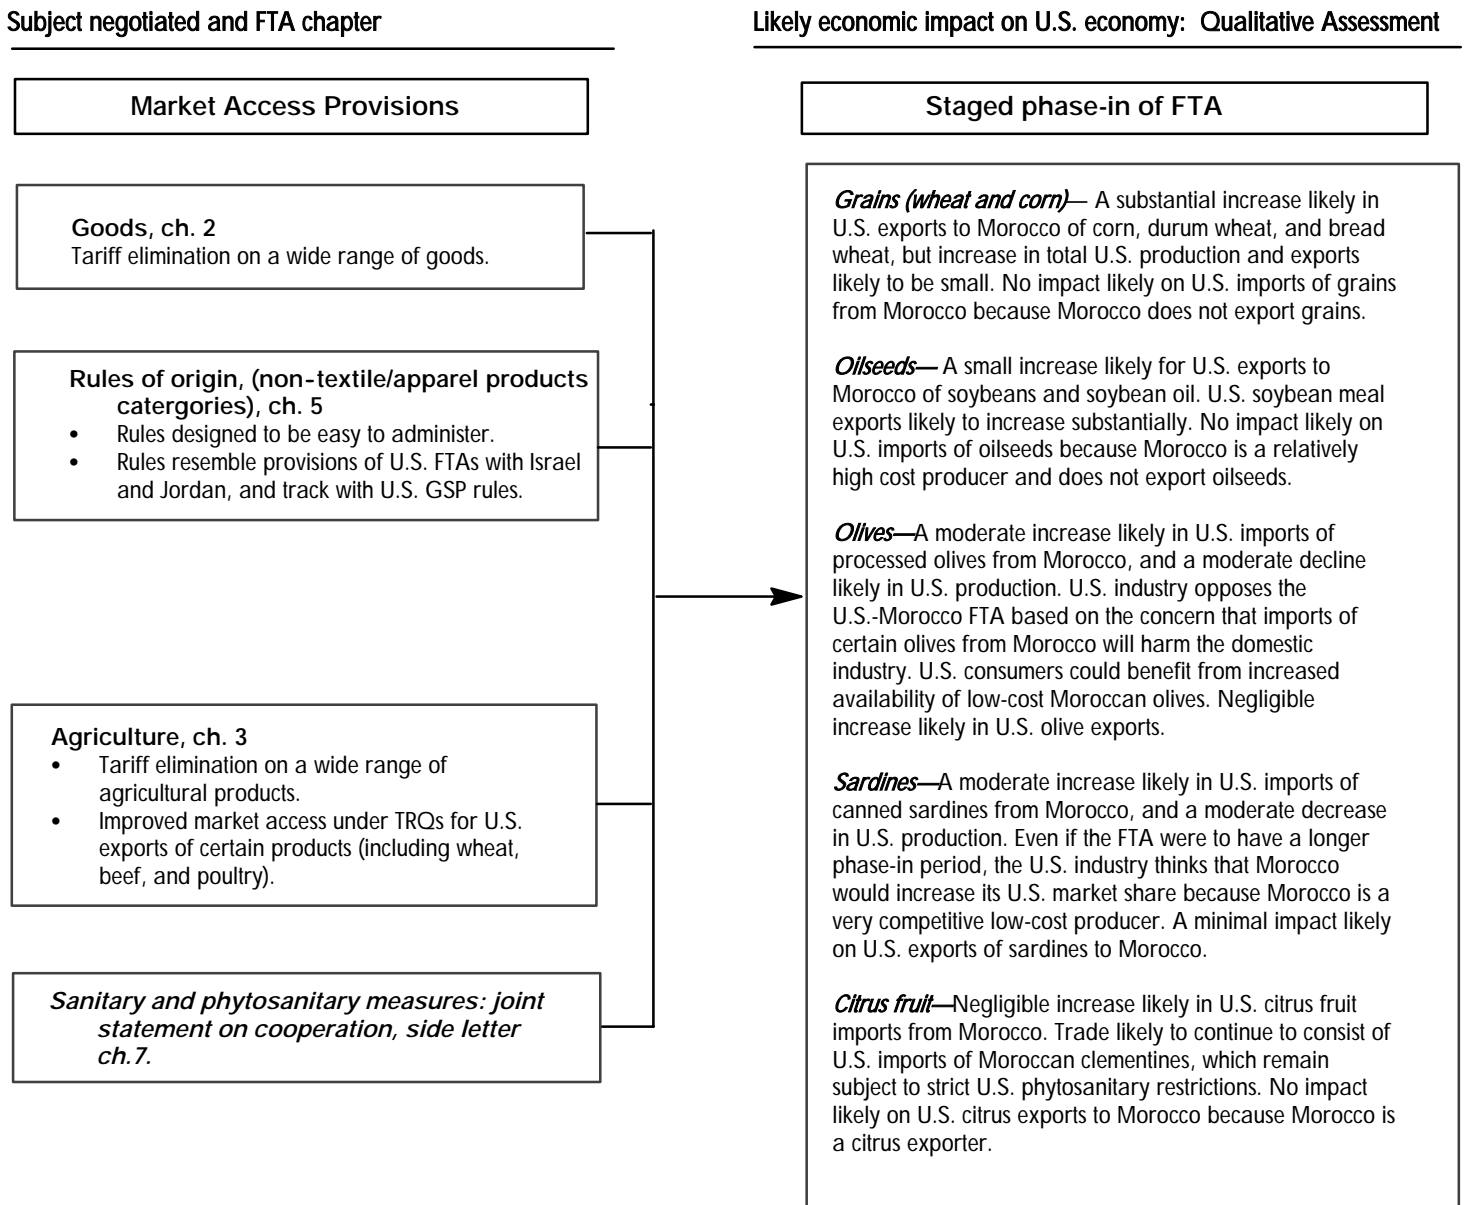 Subject negotiated and FTA chapter
Likely economic impact on U.S. economy: Qualitative Assessment
Market Access Provisions
Staged phase-in of FTA
Goods, ch. 2
Tariff elimination on a wide range of goods.
Rules of origin, (non-textile/apparel products
catergories), ch. 5
• Rules designed to be easy to administer.
• Rules resemble provisions of U.S. FTAs with Israel
and Jordan, and track with U.S. GSP rules.
Agriculture, ch. 3
• Tariff elimination on a wide range of
agricultural products.
• Improved market access under TRQs for U.S.
exports of certain products (including wheat,
beef, and poultry).
Sanitary and phytosanitary measures: joint
statement on cooperation, side letter
ch.7.
Grains (wheat and corn)— A substantial increase likely in
U.S. exports to Morocco of corn, durum wheat, and bread
wheat, but increase in total U.S. production and exports
likely to be small. No impact likely on U.S. imports of grains
from Morocco because Morocco does not export grains.
Oilseeds— A small increase likely for U.S. exports to
Morocco of soybeans and soybean oil. U.S. soybean meal
exports likely to increase substantially. No impact likely on
U.S. imports of oilseeds because Morocco is a relatively
high cost producer and does not export oilseeds.
Olives—A moderate increase likely in U.S. imports of
processed olives from Morocco, and a moderate decline
likely in U.S. production. U.S. industry opposes the
U.S.-Morocco FTA based on the concern that imports of
certain olives from Morocco will harm the domestic
industry. U.S. consumers could benefit from increased
availability of low-cost Moroccan olives. Negligible
increase likely in U.S. olive exports.
Sardines—A moderate increase likely in U.S. imports of
canned sardines from Morocco, and a moderate decrease
in U.S. production. Even if the FTA were to have a longer
phase-in period, the U.S. industry thinks that Morocco
would increase its U.S. market share because Morocco is a
very competitive low-cost producer. A minimal impact likely
on U.S. exports of sardines to Morocco.
Citrus fruit—Negligible increase likely in U.S. citrus fruit
imports from Morocco. Trade likely to continue to consist of
U.S. imports of Moroccan clementines, which remain
subject to strict U.S. phytosanitary restrictions. No impact
likely on U.S. citrus exports to Morocco because Morocco is
a citrus exporter.